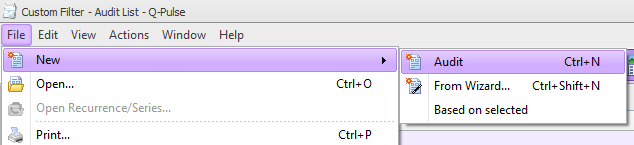 Custom Filter - Audit List - Q-Pulse
File Edit View Actions Window Help
New
Audit Ctrl+N
Open... Ctrl+O
From Wizard... Ctrl+Shift+N
Open Recurrence/Series...
Based on selected
Print... Ctrl+P